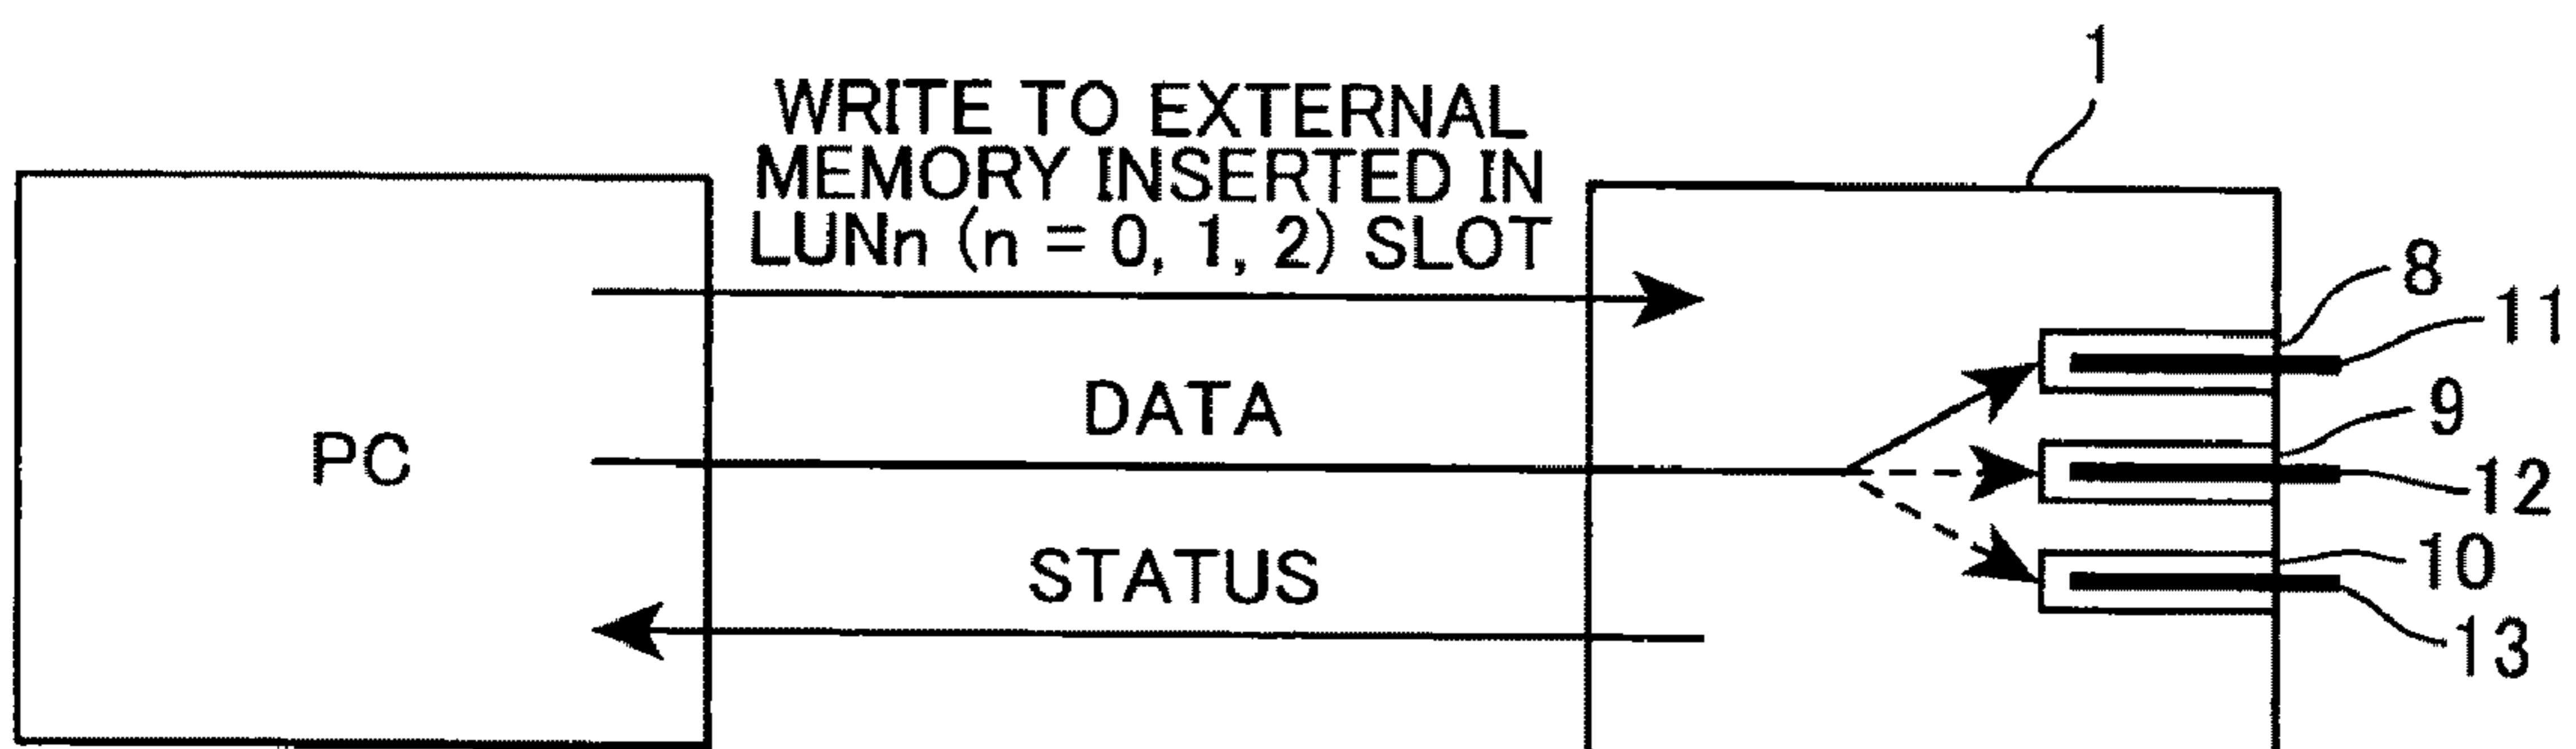 1
WRITE TO EXTERNAL
MEMORY INSERTED IN
LUNn (n = 0, 1, 2) SLOT
8
11
DATA
9
PC
12
STATUS
10
13